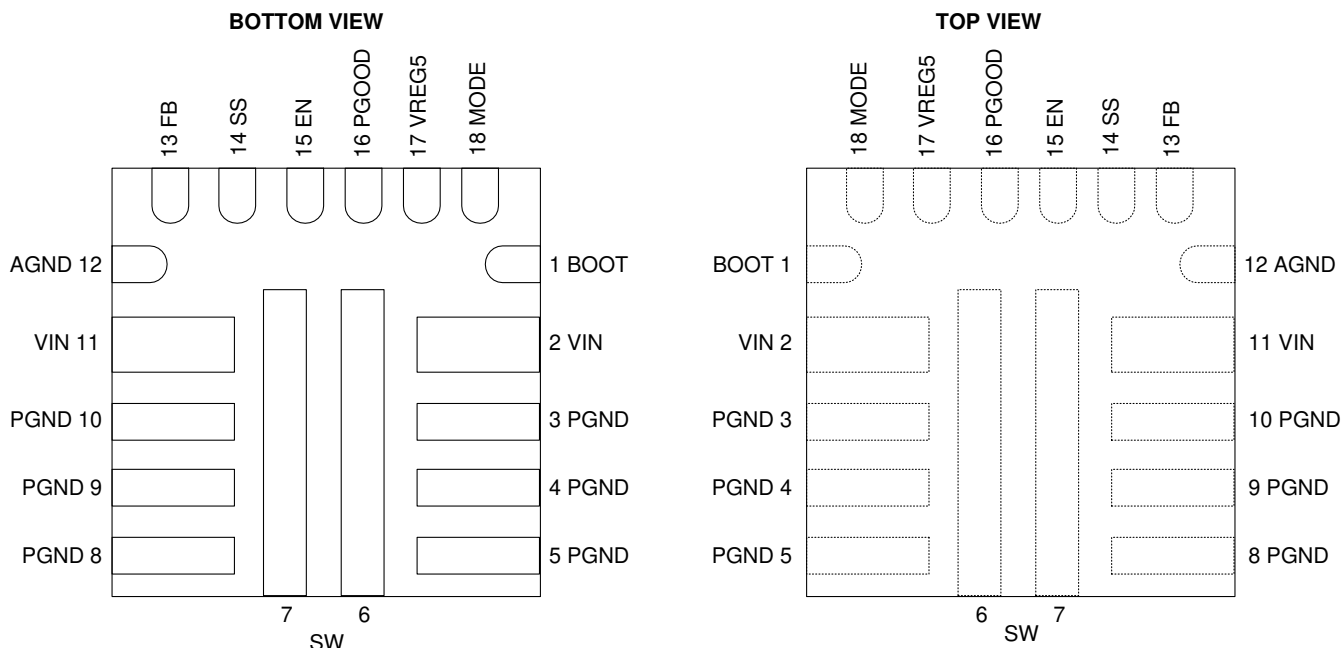 BOTTOM VIEW
13 FB
14 SS
15 EN
16 PGOOD
17 VREG5
18 MODE
AGND 12
1 BOOT
VIN 11
2 VIN
PGND 10
3 PGND
PGND 9
4 PGND
PGND 8
5 PGND
7
6
SW
TOP VIEW
18 MODE
17 VREG5
16 PGOOD
15 EN
14 SS
13 FB
BOOT 1
12 AGND
VIN 2
11 VIN
PGND 3
10 PGND
PGND 4
9 PGND
PGND 5
8 PGND
6
7
SW